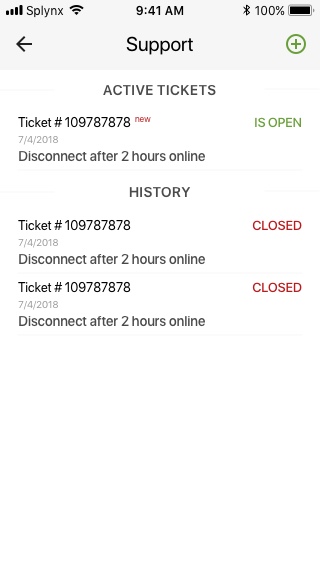 Splynx 9:41 AM 100%
Support
ACTIVE TICKETS
Ticket # 109787878 new IS OPEN
7/4/2018
Disconnect after 2 hours online
HISTORY
Ticket # 109787878 CLOSED
7/4/2018
Disconnect after 2 hours online
Ticket # 109787878 CLOSED
7/4/2018
Disconnect after 2 hours online